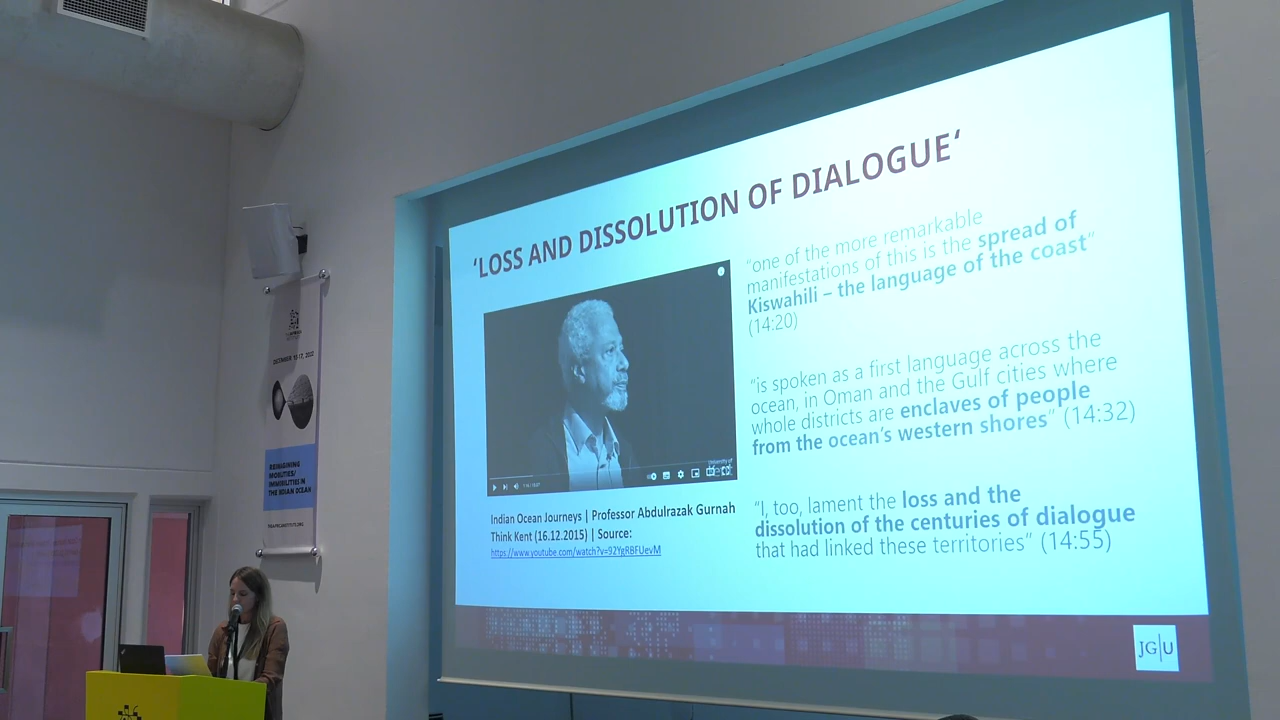 ‘LOSS AND DISSOLUTION OF DIALOGUE‘
“one of the more remarkable
manifestations of this is the spread of
Kiswahili – the language of the coast”
(14:20)
“is spoken as a first language across the
ocean, in Oman and the Gulf cities where
whole districts are enclaves of people
from the ocean’s western shores” (14:32)
“I, too, lament the loss and the
dissolution of the centuries of dialogue
that had linked these territories” (14:55)
Indian Ocean Journeys | Professor Abdulrazak Gurnah
Think Kent (16.12.2015) | Source:
https://www.youtube.com/watch?v=92YgRBFUevM
JG|U
REIMAGINING
MOBILITIES/
IMMOBILITIES IN
THE INDIAN OCEAN